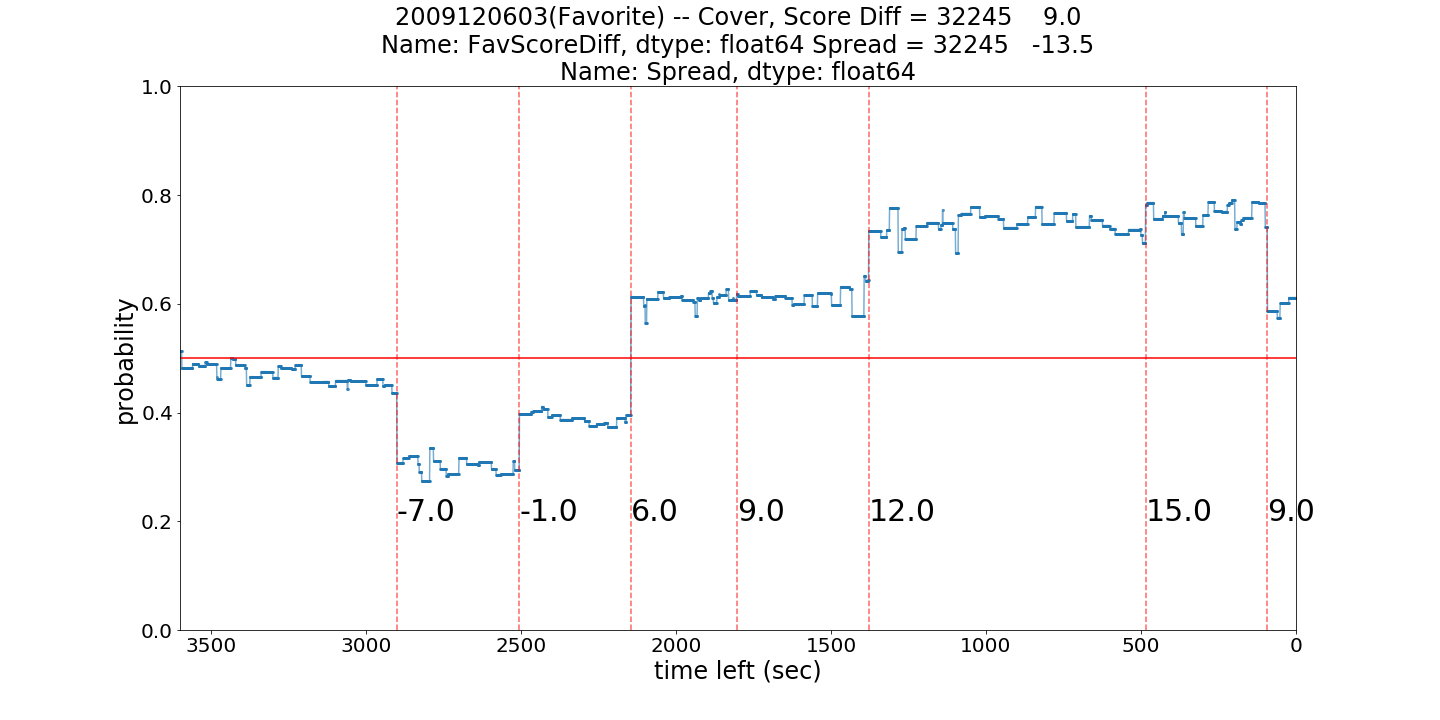 2009120603(Favorite) -- Cover, Score Diff = 32245    9.0
Name: FavScoreDiff, dtype: float64 Spread = 32245   -13.5
Name: Spread, dtype: float64
1.0
0.8
0.6
0.4
0.2
0.0
probability
-7.0 -1.0 6.0 9.0 12.0 15.0 9.0
3500 3000 2500 2000 1500 1000 500 0
time left (sec)